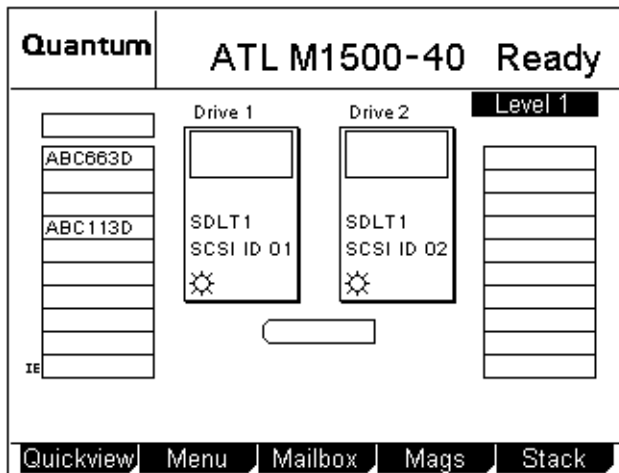 Quantum
ATL M1500-40 Ready
Level 1
Drive 1
Drive 2
ABC663D
ABC113D
SDLT1
SCSI ID 01
SDLT1
SCSI ID 02
IE
Quickview Menu Mailbox Mags Stack